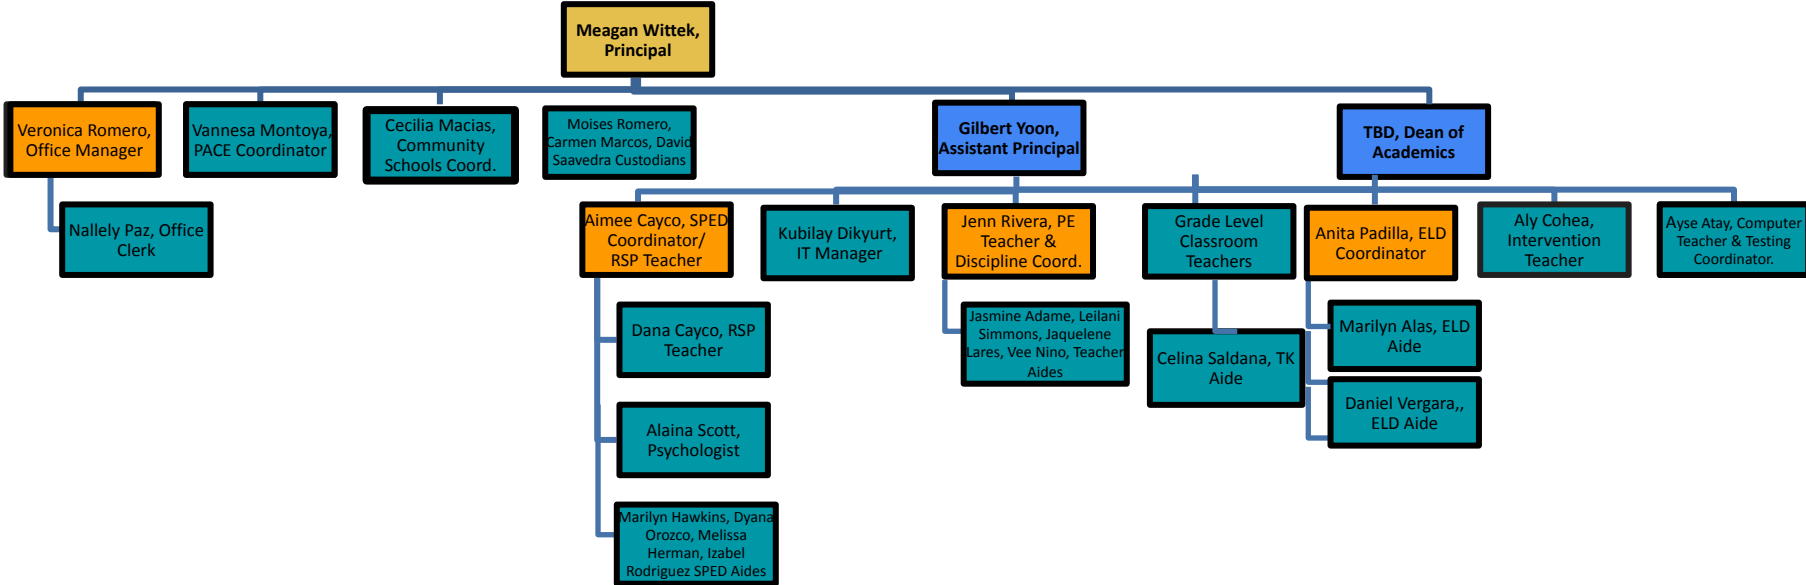 Meagan Wittek,
Principal
Veronica Romero,
Office Manager
Vannesa Montoya,
PACE Coordinator
Cecilia Macias,
Community
Schools Coord.
Moises Romero,
Carmen Marcos, David
Saavedra Custodians
Gilbert Yoon,
Assistant Principal
TBD, Dean of
Academics
Nallely Paz, Office
Clerk
Aimee Cayco, SPED
Coordinator/
RSP Teacher
Kubilay Dikyurt,
IT Manager
Jenn Rivera, PE
Teacher &
Discipline Coord.
Grade Level
Classroom
Teachers
Anita Padilla, ELD
Coordinator
Aly Cohea,
Intervention
Teacher
Ayse Atay, Computer
Teacher & Testing
Coordinator.
Dana Cayco, RSP
Teacher
Jasmine Adame, Leilani
Simmons, Jaquelene
Lares, Vee Nino, Teacher
Aides
Celina Saldana, TK
Aide
Marilyn Alas, ELD
Aide
Daniel Vergara,,
ELD Aide
Alaina Scott,
Psychologist
Marilyn Hawkins, Dyana
Orozco, Melissa
Herman, Izabel
Rodriguez SPED Aides